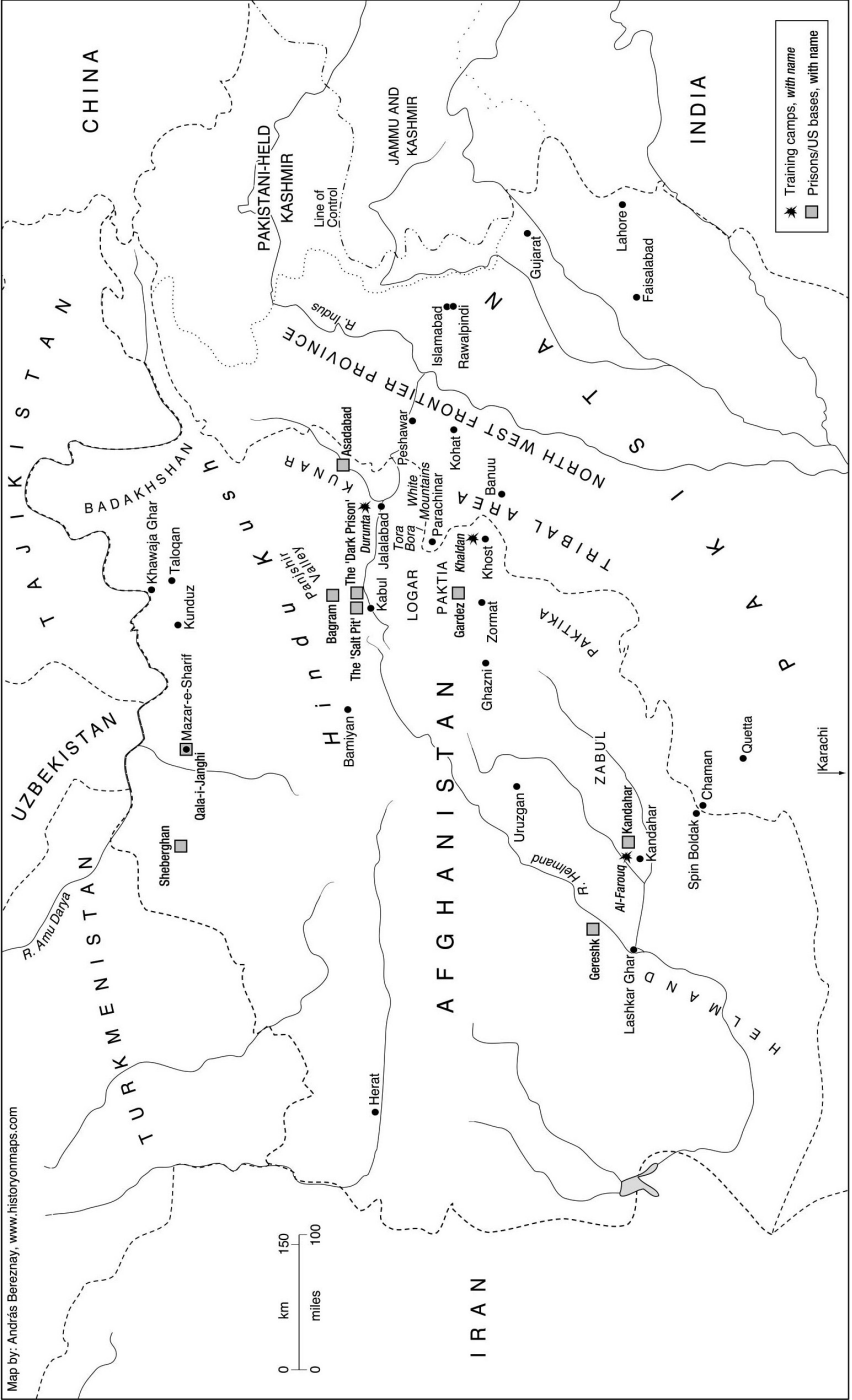 Map by: András Bereznay, www.historyonmaps.com
CHINA
TAJIKISTAN
UZBEKISTAN
TURKMENISTAN
R. Amu Darya
BADAKHSHAN
Khawaja Ghar
Taloqan
Kunduz
Mazar-e-Sharif
Qala-i-Janghi
Sheberghan
PAKISTANI-HELD
KASHMIR
Line of
Control
JAMMU AND
KASHMIR
INDIA
Hindu Kush
Panjshir
Valley
KUNAR
Asadabad
Bagram
The 'Dark Prison'
The 'Salt Pit'
Durunta
Kabul
Jalalabad
Bamiyan
Herat
R. Indus
NORTH WEST FRONTIER PROVINCE
Islamabad
Rawalpindi
Peshawar
Kohat
Tora
Bora
White
Mountains
Parachinar
LOGAR
PAKTIA
Gardez
Khaldan
Khost
Banuu
TRIBAL AREA
Zormat
Ghazni
PAKTIKA
AFGHANISTAN
PAKISTAN
Gujarat
Lahore
Faisalabad
Uruzgan
ZABUL
R. Helmand
Al-Farouq
Kandahar
Kandahar
Gereshk
Lashkar Ghar
HELMAND
Spin Boldak
Chaman
Quetta
Karachi
IRAN
0 km 150
0 miles 100
Training camps, with name
Prisons/US bases, with name